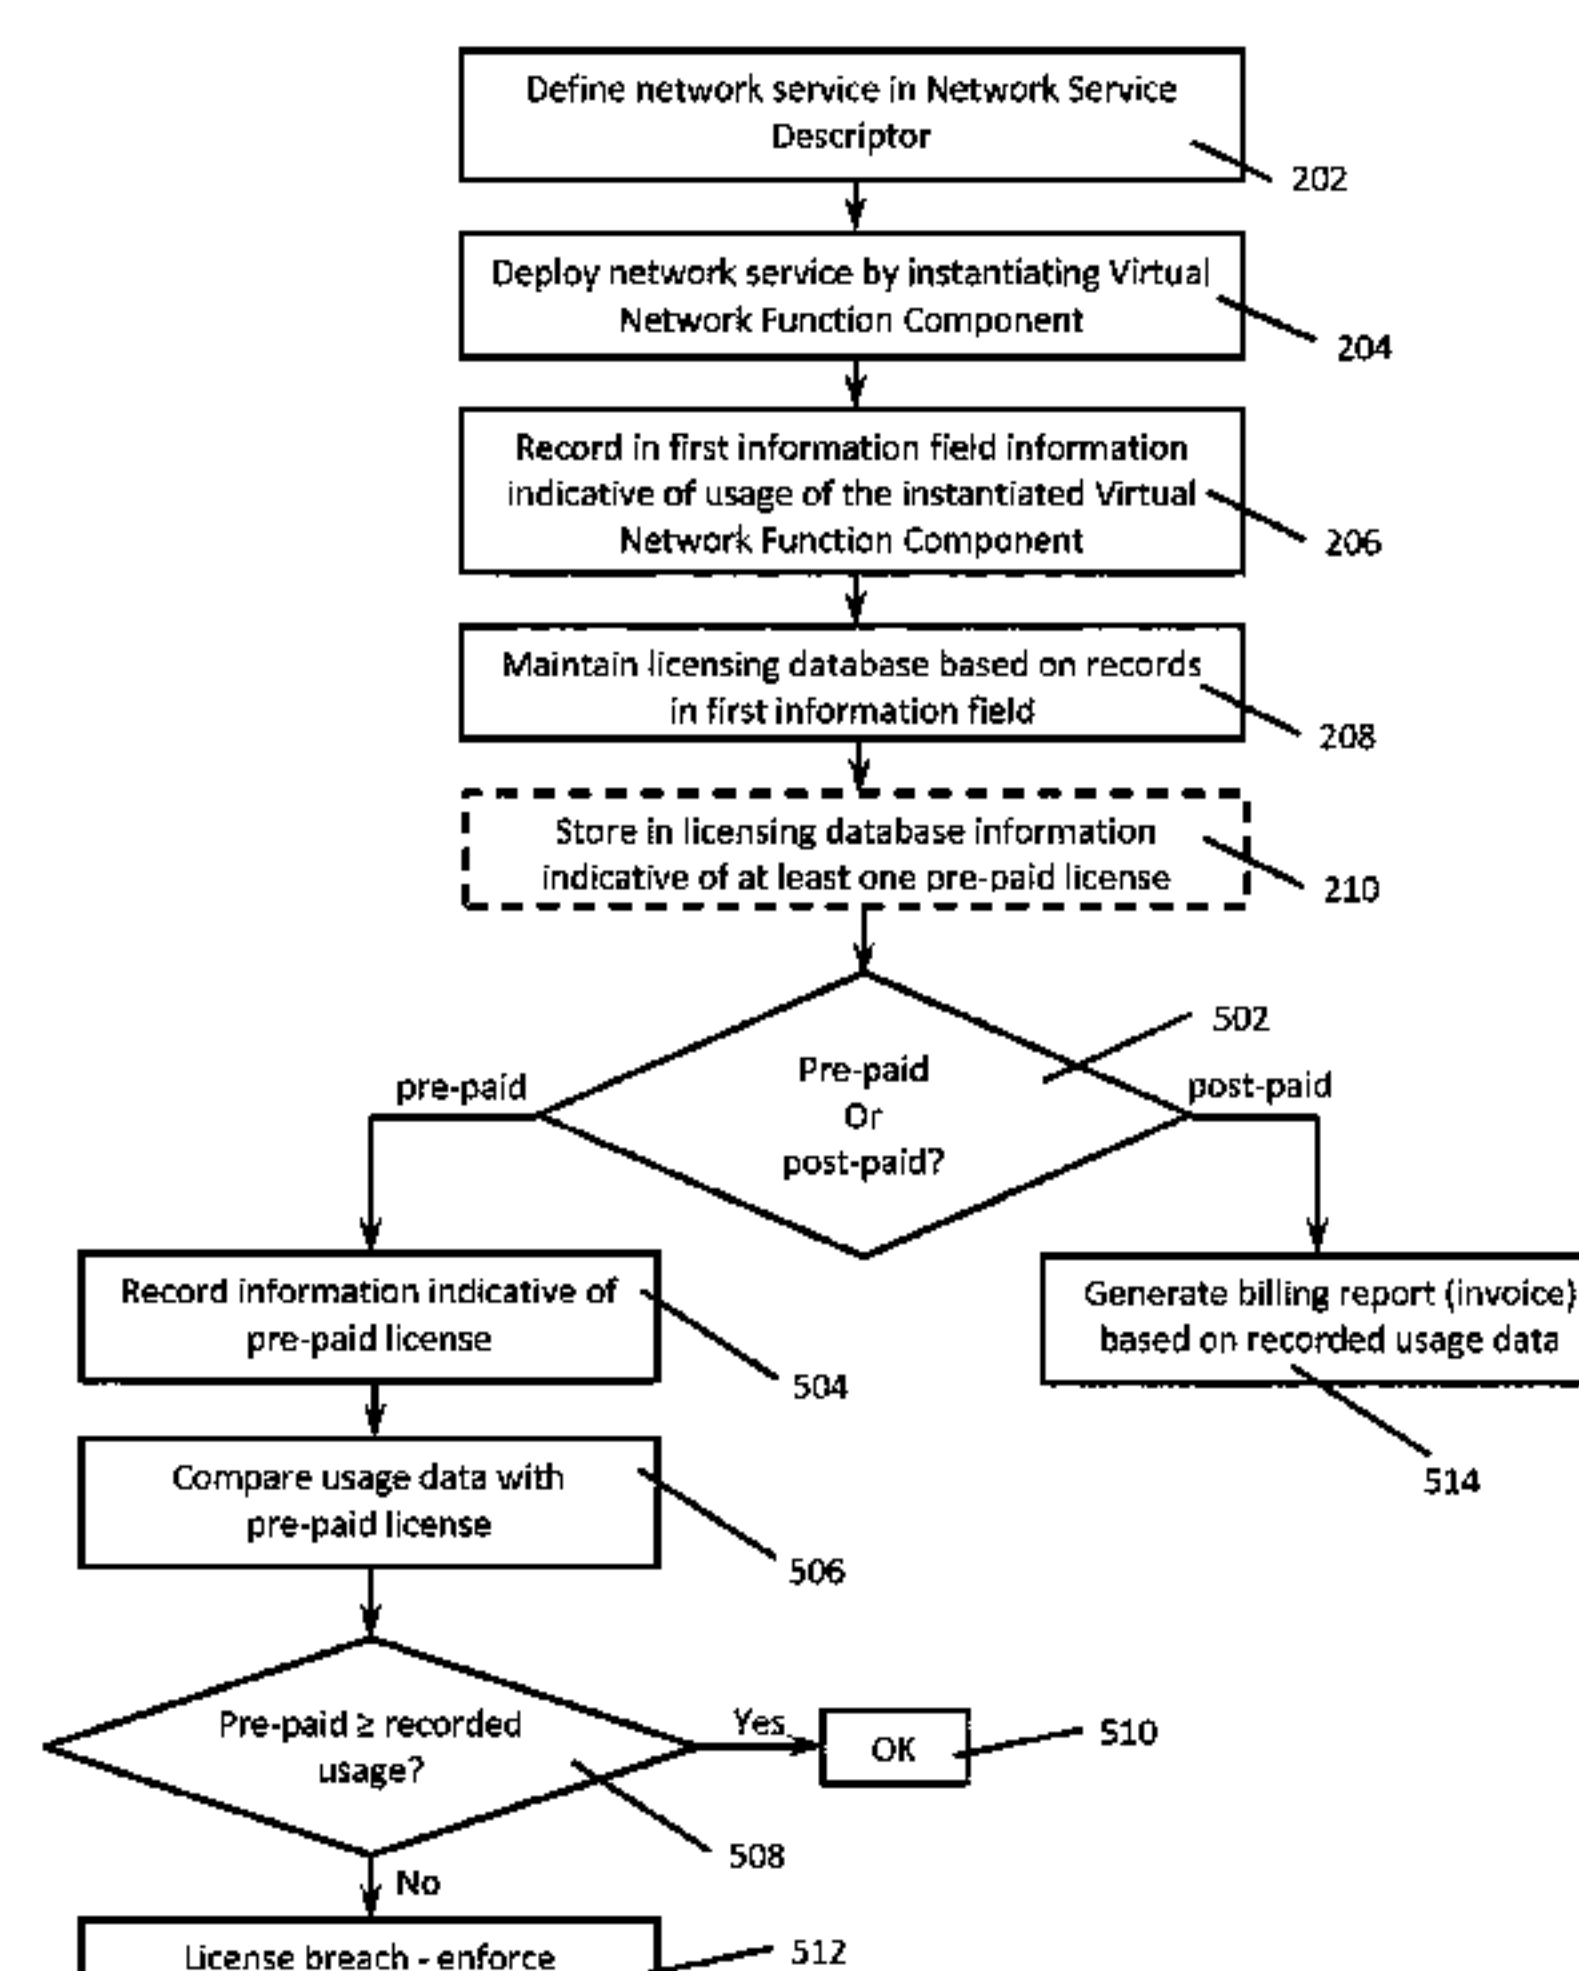 Define network service in Network Service
Descriptor
202
Deploy network service by instantiating Virtual
Network Function Component
204
Record in first information field information
indicative of usage of the instantiated Virtual
Network Function Component
206
Maintain licensing database based on records
in first information field
208
Store in licensing database information
indicative of at least one pre-paid license
210
502
Pre-paid
Or
post-paid?
pre-paid
post-paid
Record information indicative of
pre-paid license
504
Generate billing report (invoice)
based on recorded usage data
514
Compare usage data with
pre-paid license
506
Pre-paid ≥ recorded
usage?
Yes
OK
510
508
No
License breach - enforce
512